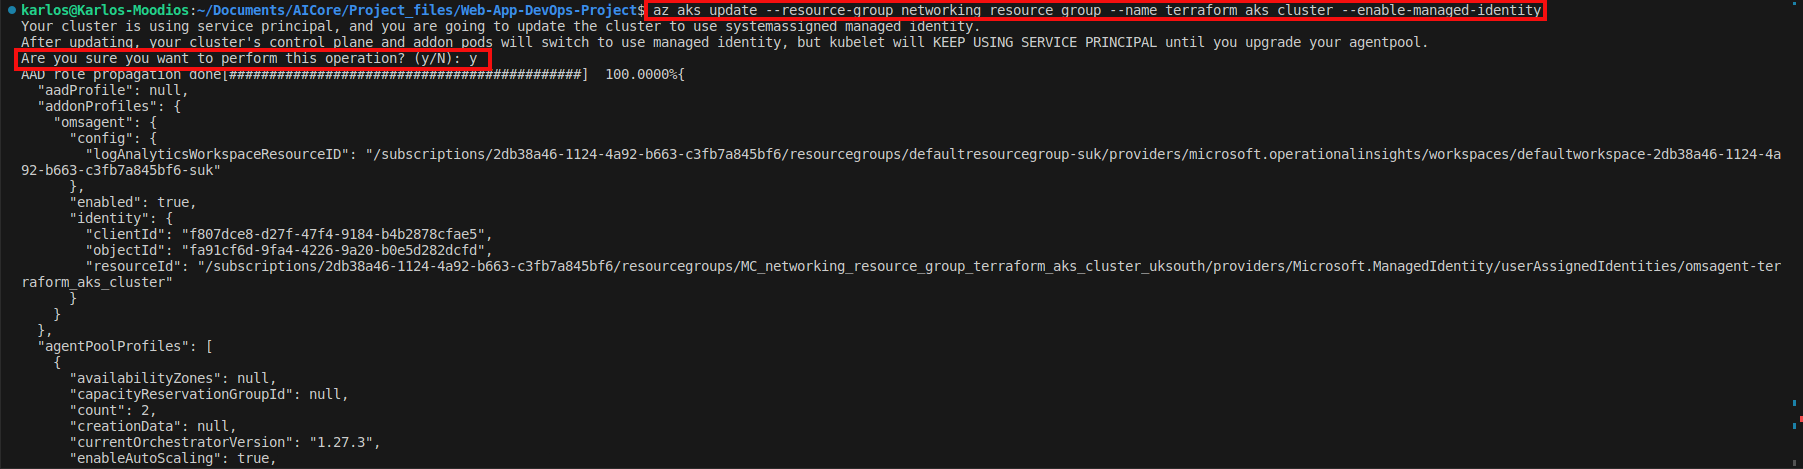 karlos@Karlos-Moodios:~/Documents/AICore/Project_files/Web-App-DevOps-Project$ az aks update --resource-group networking_resource_group --name terraform_aks_cluster --enable-managed-identity
Your cluster is using service principal, and you are going to update the cluster to use systemassigned managed identity.
After updating, your cluster's control plane and addon pods will switch to use managed identity, but kubelet will KEEP USING SERVICE PRINCIPAL until you upgrade your agentpool.
Are you sure you want to perform this operation? (y/N): y
AAD role propagation done[############################################]  100.0000%{
  "aadProfile": null,
  "addonProfiles": {
    "omsagent": {
      "config": {
        "logAnalyticsWorkspaceResourceID": "/subscriptions/2db38a46-1124-4a92-b663-c3fb7a845bf6/resourcegroups/defaultresourcegroup-suk/providers/microsoft.operationalinsights/workspaces/defaultworkspace-2db38a46-1124-4a
92-b663-c3fb7a845bf6-suk"
      },
      "enabled": true,
      "identity": {
        "clientId": "f807dce8-d27f-47f4-9184-b4b2878cfae5",
        "objectId": "fa91cf6d-9fa4-4226-9a20-b0e5d282dcfd",
        "resourceId": "/subscriptions/2db38a46-1124-4a92-b663-c3fb7a845bf6/resourcegroups/MC_networking_resource_group_terraform_aks_cluster_uksouth/providers/Microsoft.ManagedIdentity/userAssignedIdentities/omsagent-ter
raform_aks_cluster"
      }
    }
  },
  "agentPoolProfiles": [
    {
      "availabilityZones": null,
      "capacityReservationGroupId": null,
      "count": 2,
      "creationData": null,
      "currentOrchestratorVersion": "1.27.3",
      "enableAutoScaling": true,